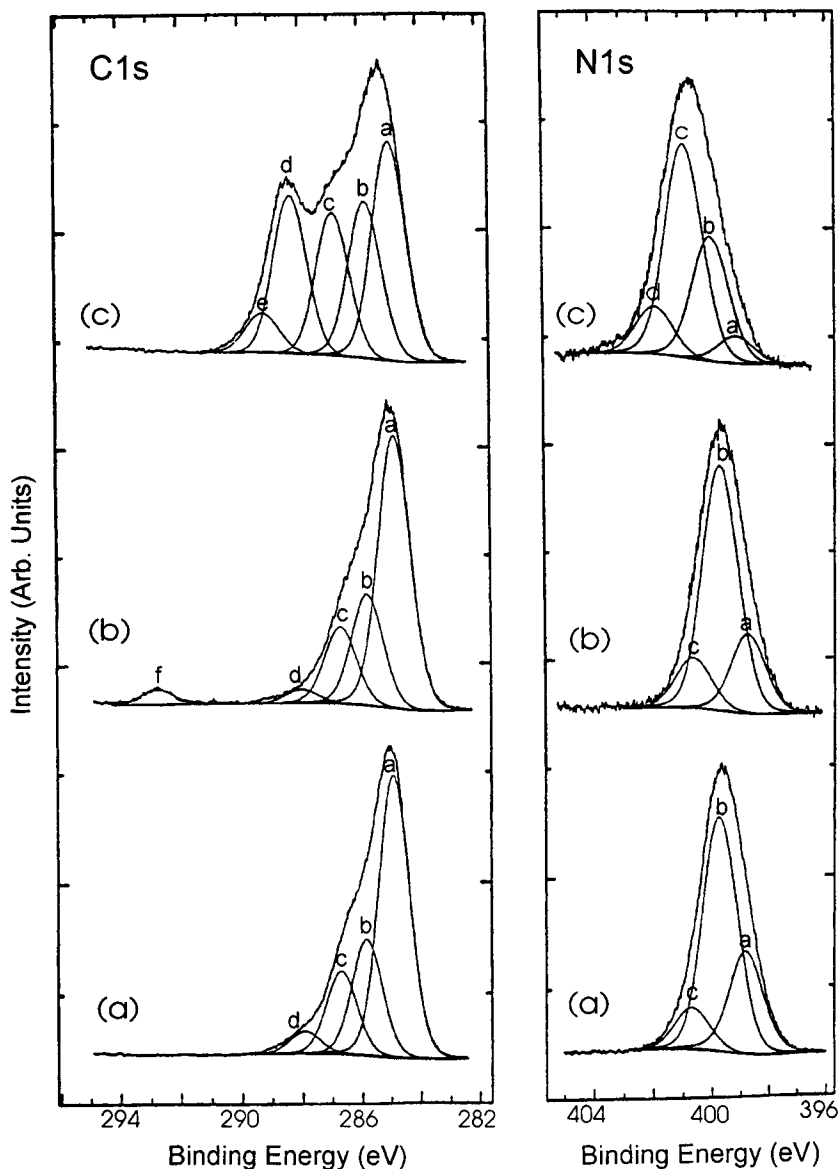 C1s
a
d
c
b
e
(c)
a
b
c
d
f
(b)
a
b
c
d
(a)
294
290
286
282
Binding Energy (eV)
Intensity (Arb. Units)
N1s
c
b
d
a
(c)
b
a
c
(b)
b
a
c
(a)
404
400
396
Binding Energy (eV)